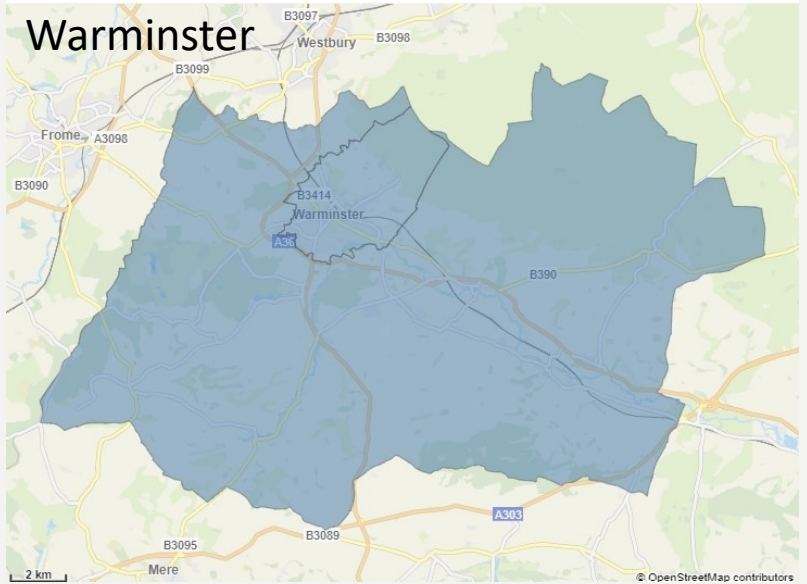 Warminster
B3097
Westbury
B3098
B3099
Frome
A3098
B3090
B3414
Warminster
A36
B390
A303
B3089
B3095
Mere
2 km
© OpenStreetMap contributors